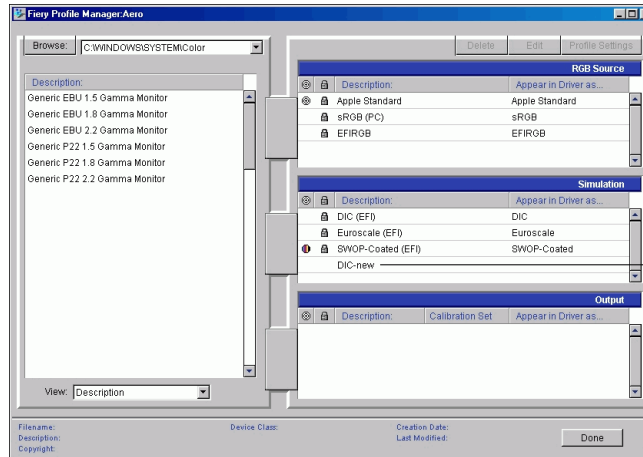 Fiery Profile Manager:Aero
Browse: C:\WINDOWS\SYSTEM\Color
Delete Edit Profile Settings
Description:
Generic EBU 1.5 Gamma Monitor
Generic EBU 1.8 Gamma Monitor
Generic EBU 2.2 Gamma Monitor
Generic P22 1.5 Gamma Monitor
Generic P22 1.8 Gamma Monitor
Generic P22 2.2 Gamma Monitor
View: Description
RGB Source
Description: Appear in Driver as...
Apple Standard Apple Standard
sRGB (PC) sRGB
EFIRGB EFIRGB
Simulation
Description: Appear in Driver as...
DIC (EFI) DIC
Euroscale (EFI) Euroscale
SWOP-Coated (EFI) SWOP-Coated
DIC-new
Output
Description: Calibration Set Appear in Driver as...
Filename: Device Class: Creation Date:
Description: Last Modified:
Copyright:
Done